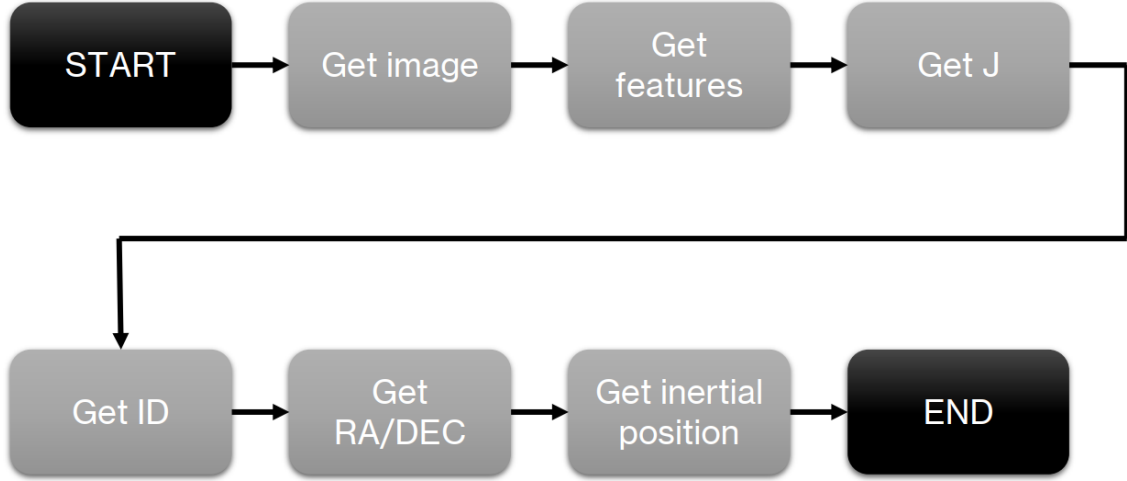 START
Get image
Get
features
Get J
Get ID
Get
RA/DEC
Get inertial
position
END